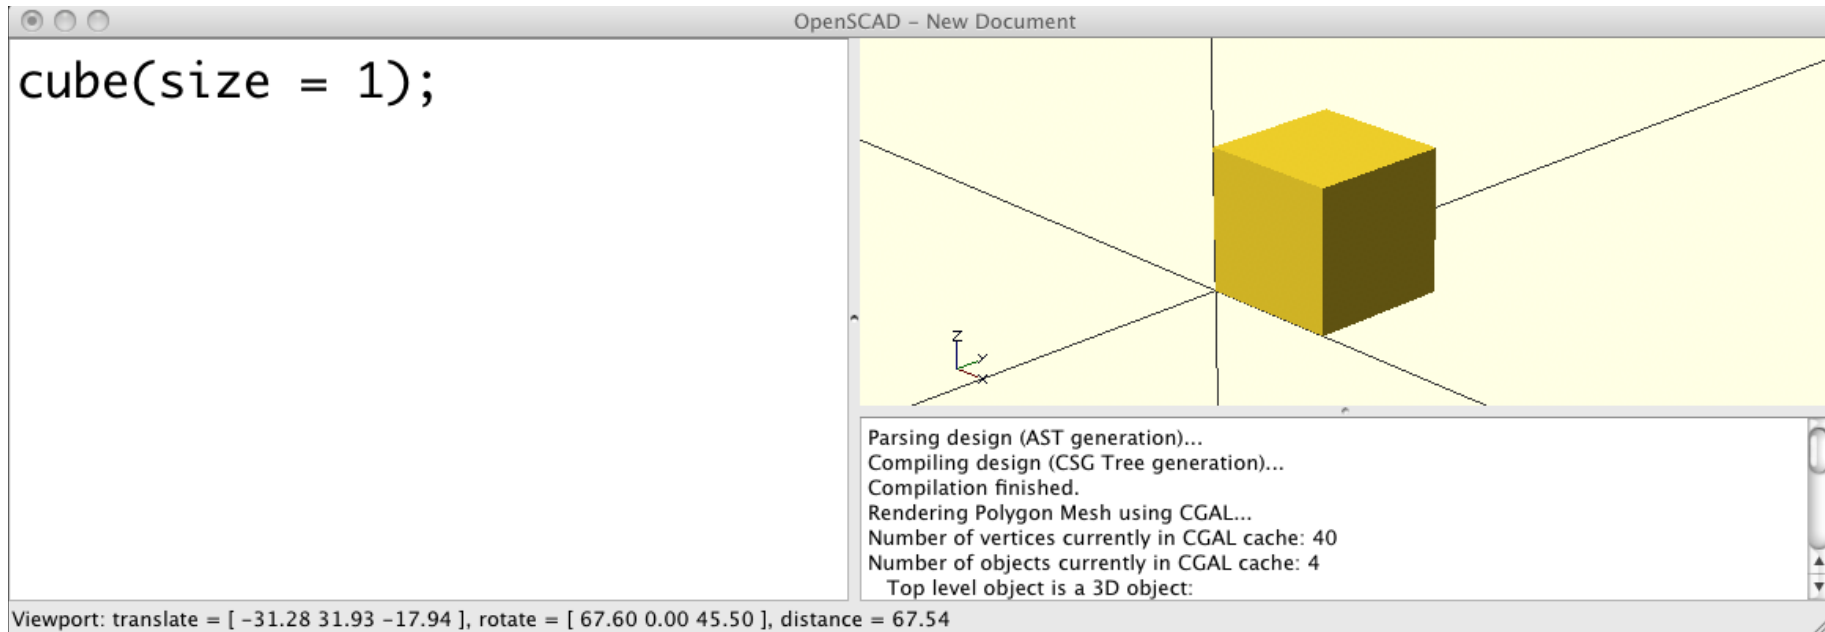 OpenSCAD – New Document
cube(size = 1);
Z
y
x
Parsing design (AST generation)...
Compiling design (CSG Tree generation)...
Compilation finished.
Rendering Polygon Mesh using CGAL...
Number of vertices currently in CGAL cache: 40
Number of objects currently in CGAL cache: 4
Top level object is a 3D object:
Viewport: translate = [ -31.28 31.93 -17.94 ], rotate = [ 67.60 0.00 45.50 ], distance = 67.54